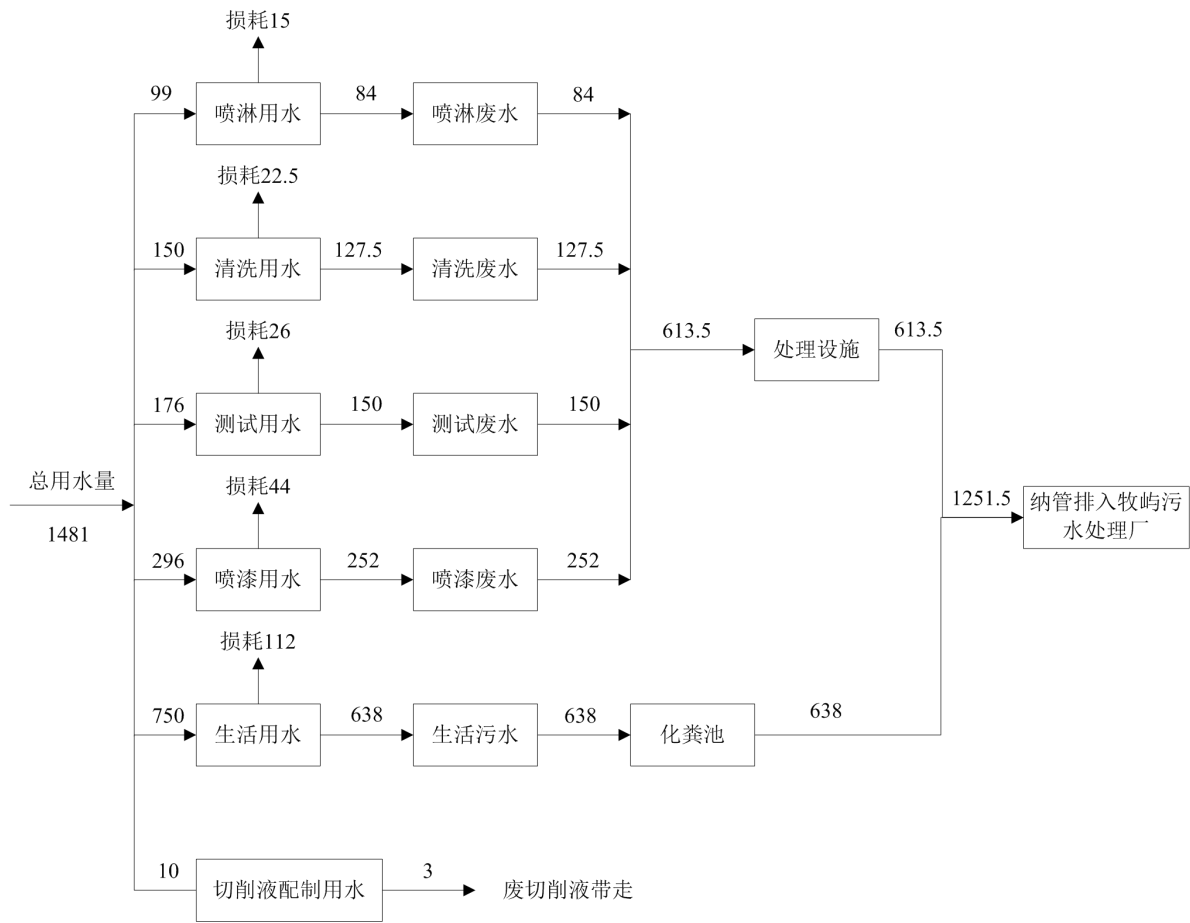 损耗15
99
喷淋用水
84
喷淋废水
84
损耗22.5
150
清洗用水
127.5
清洗废水
127.5
损耗26
613.5
处理设施
613.5
176
测试用水
150
测试废水
150
总用水量
1481
损耗44
1251.5
纳管排入牧屿污
水处理厂
296
喷漆用水
252
喷漆废水
252
损耗112
750
生活用水
638
生活污水
638
化粪池
638
10
切削液配制用水
3
废切削液带走